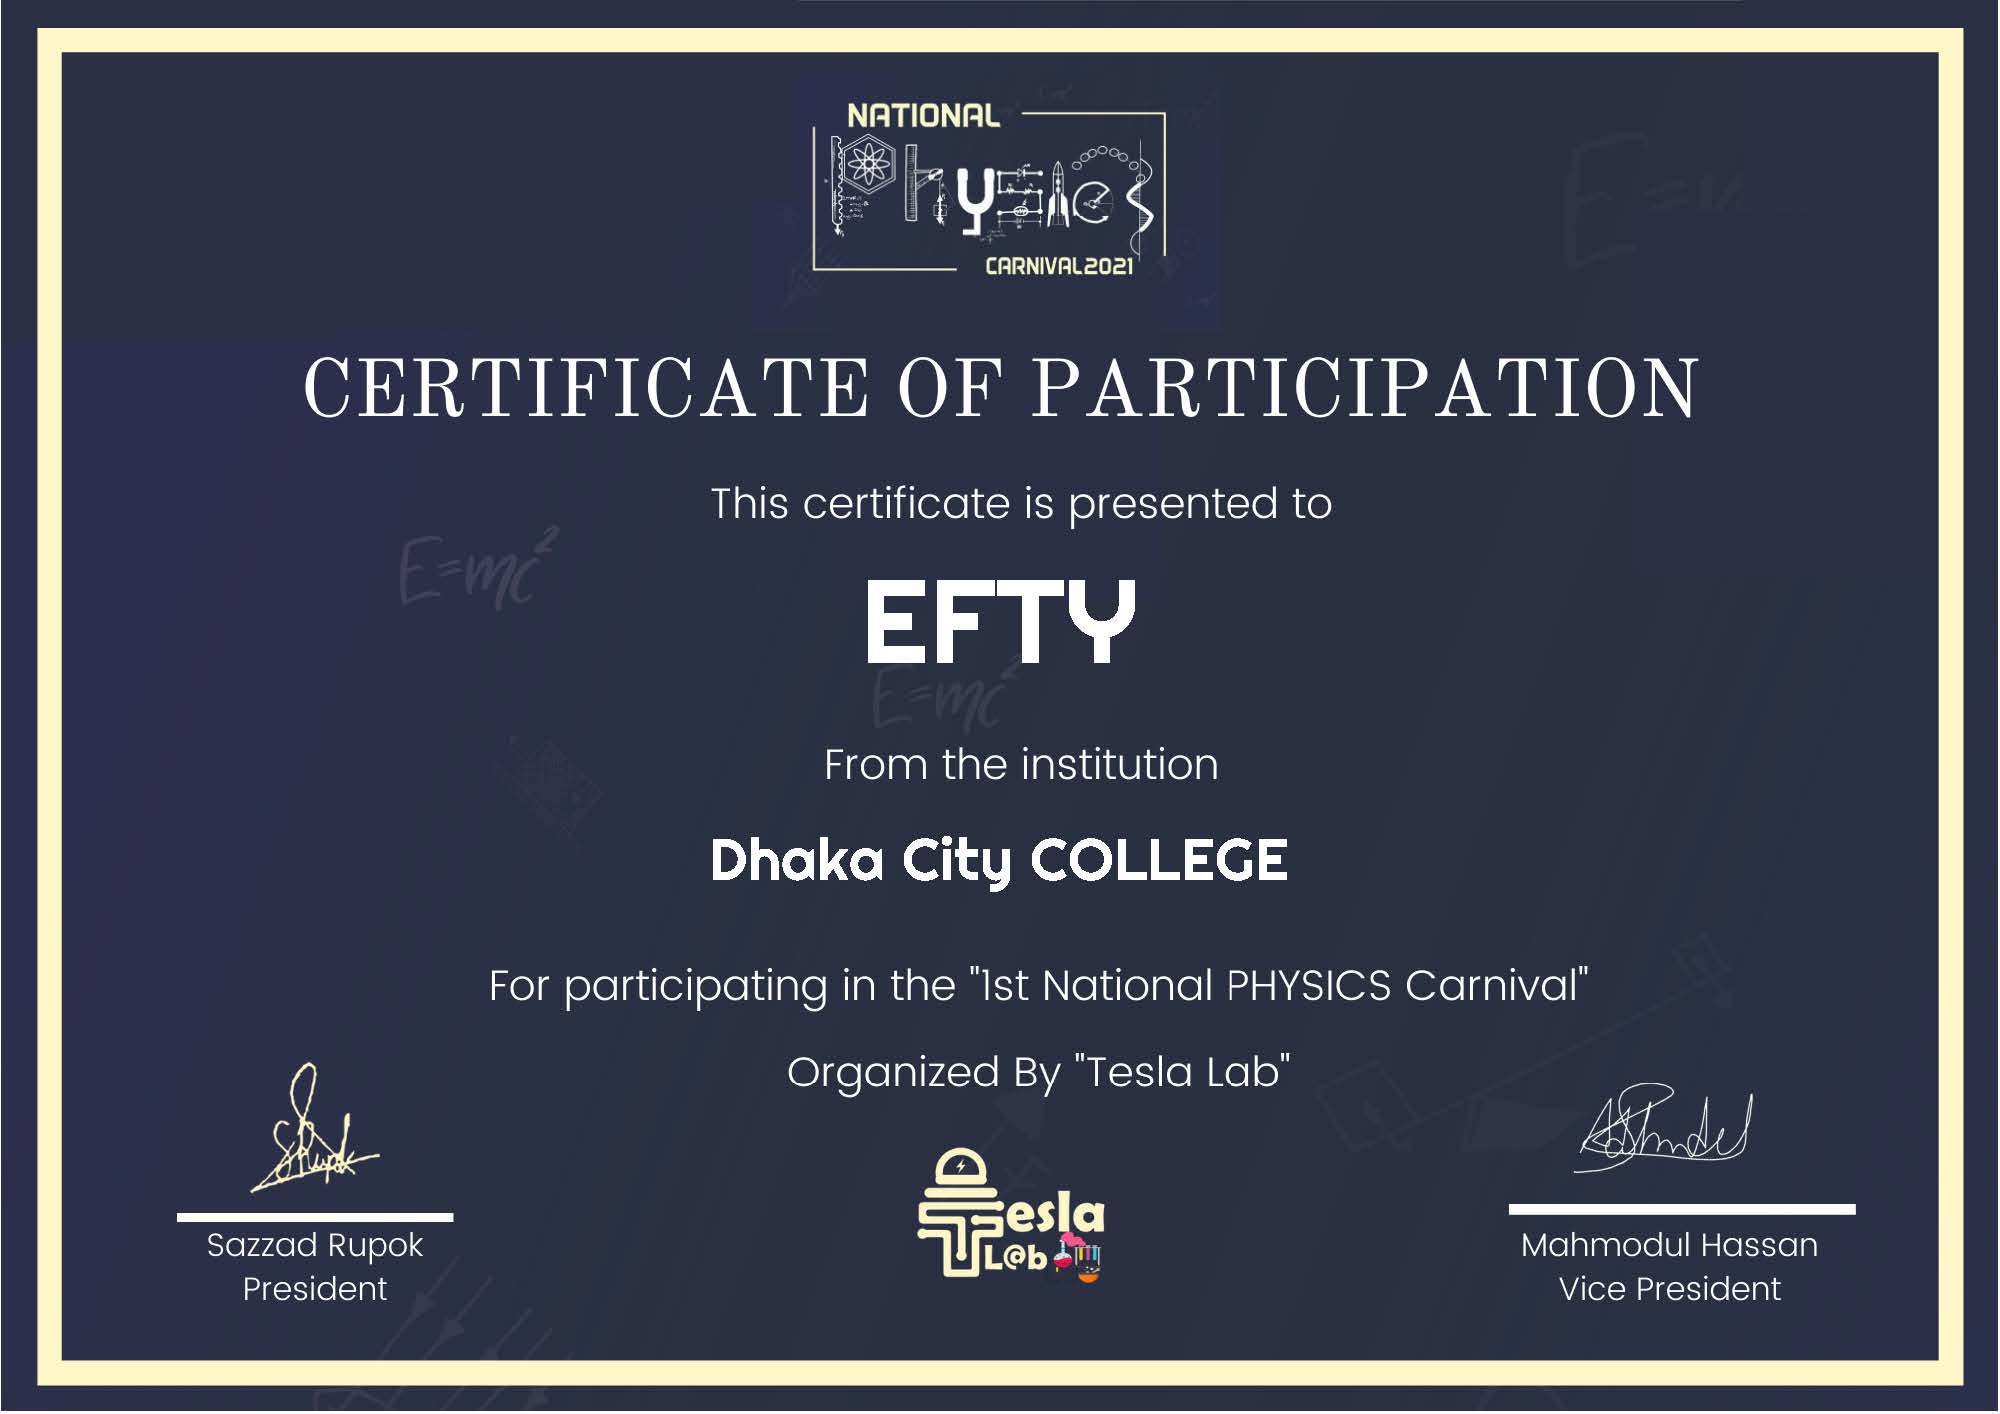 NATIONAL
Physics
CARNIVAL2021
CERTIFICATE OF PARTICIPATION
This certificate is presented to
E=mc²
EFTY
E=mc²
From the institution
Dhaka City COLLEGE
For participating in the "1st National PHYSICS Carnival"
Organized By "Tesla Lab"
Tesla
L@b
Sazzad Rupok
President
Mahmodul Hassan
Vice President